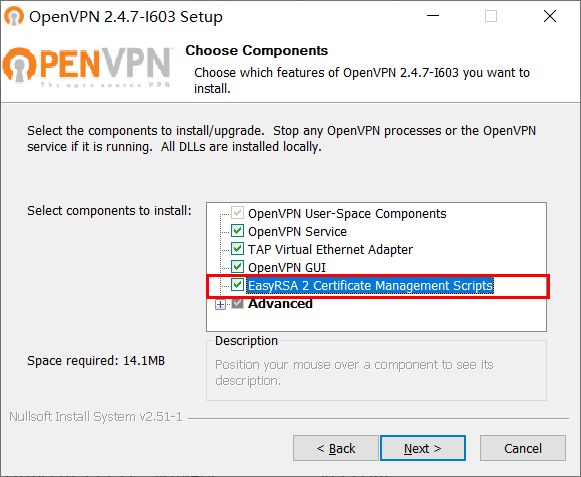 OpenVPN 2.4.7-I603 Setup
OPENVPN
The open source VPN
Choose Components
Choose which features of OpenVPN 2.4.7-I603 you want to
install.
Select the components to install/upgrade.  Stop any OpenVPN processes or the OpenVPN
service if it is running.  All DLLs are installed locally.
Select components to install:
OpenVPN User-Space Components
OpenVPN Service
TAP Virtual Ethernet Adapter
OpenVPN GUI
EasyRSA 2 Certificate Management Scripts
Advanced
Space required: 14.1MB
Description
Position your mouse over a component to see its
description.
Nullsoft Install System v2.51-1
< Back
Next >
Cancel